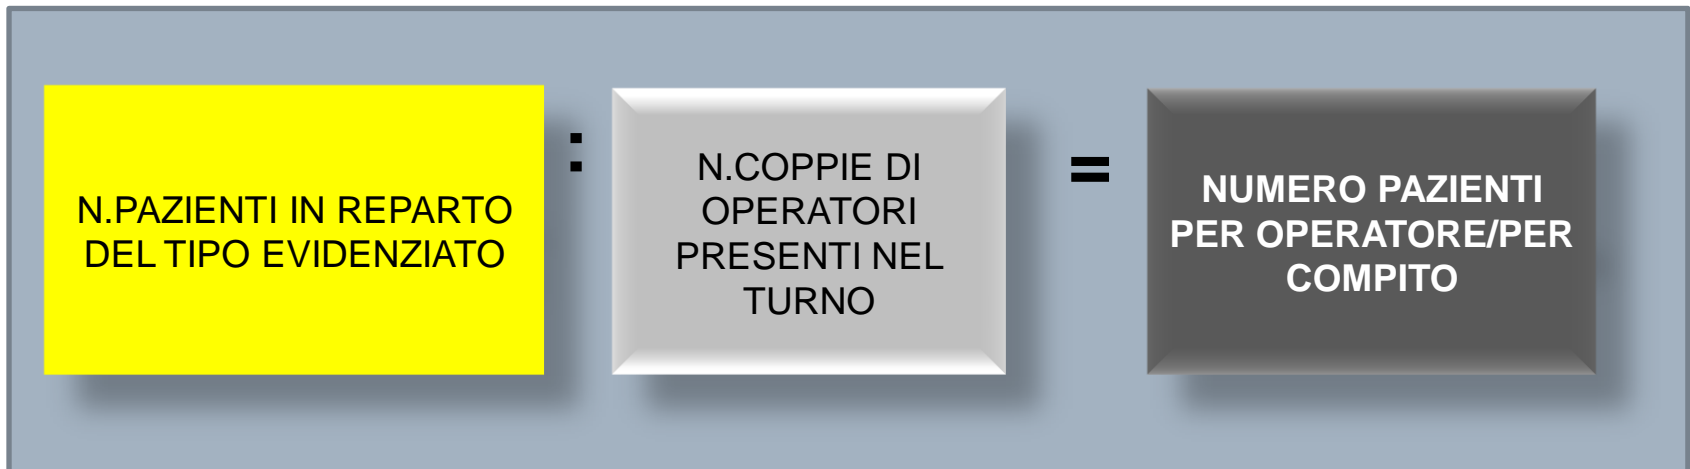 N.PAZIENTI IN REPARTO
DEL TIPO EVIDENZIATO
:
N.COPPIE DI
OPERATORI
PRESENTI NEL
TURNO
=
NUMERO PAZIENTI
PER OPERATORE/PER
COMPITO